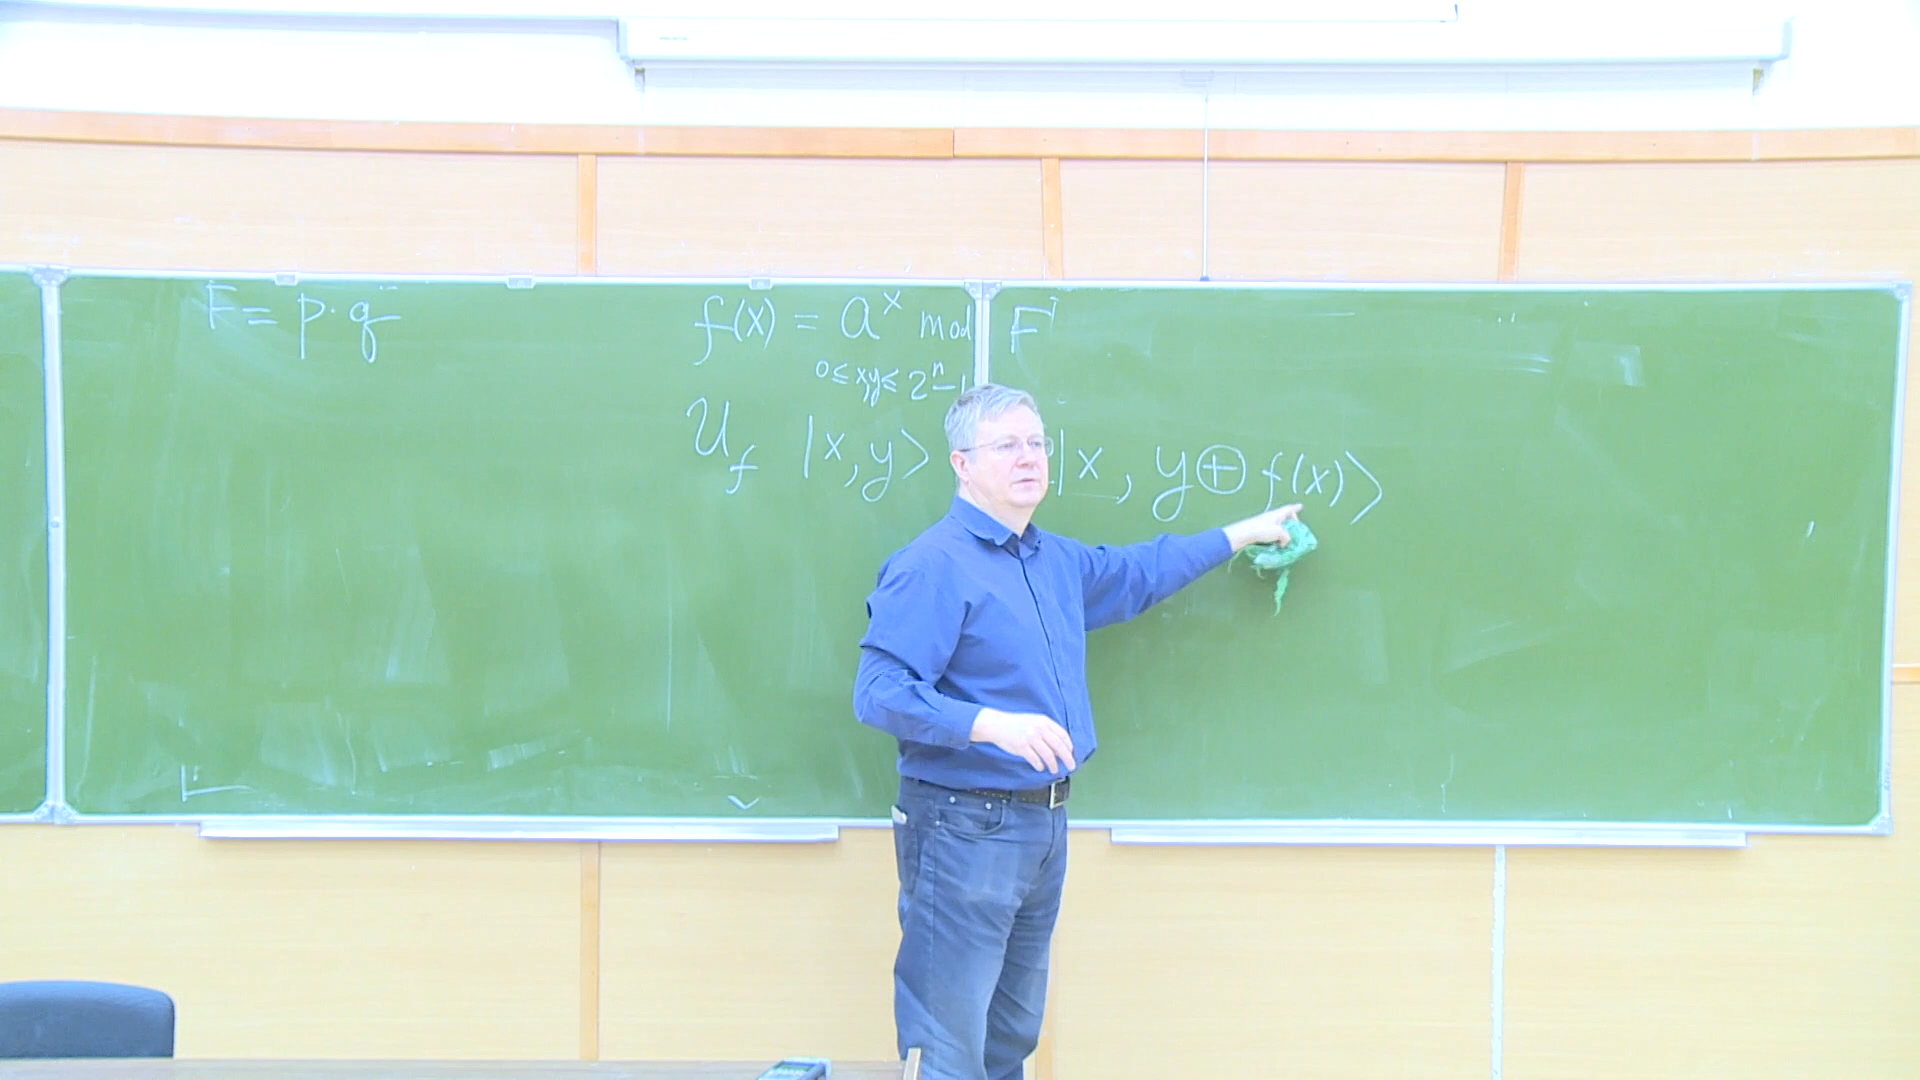 F = p·q
f(x) = a^x mod F
0 ≤ x,y ≤ 2^n - 1
U_f |x,y⟩ |x, y ⊕ f(x)⟩